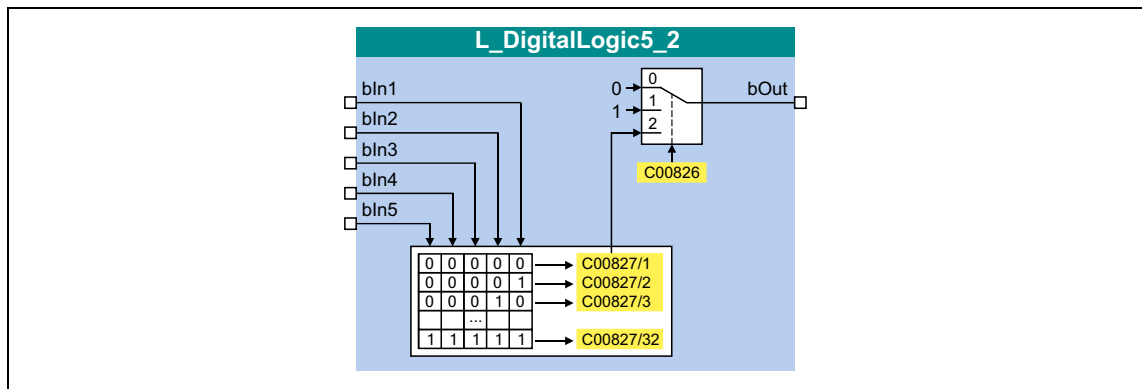 L_DigitalLogic5_2
bIn1
bIn2
bIn3
bIn4
bIn5
0
0
1
1
2
bOut
C00826
0 0 0 0 0 C00827/1
0 0 0 0 1 C00827/2
0 0 0 1 0 C00827/3
...
1 1 1 1 1 C00827/32